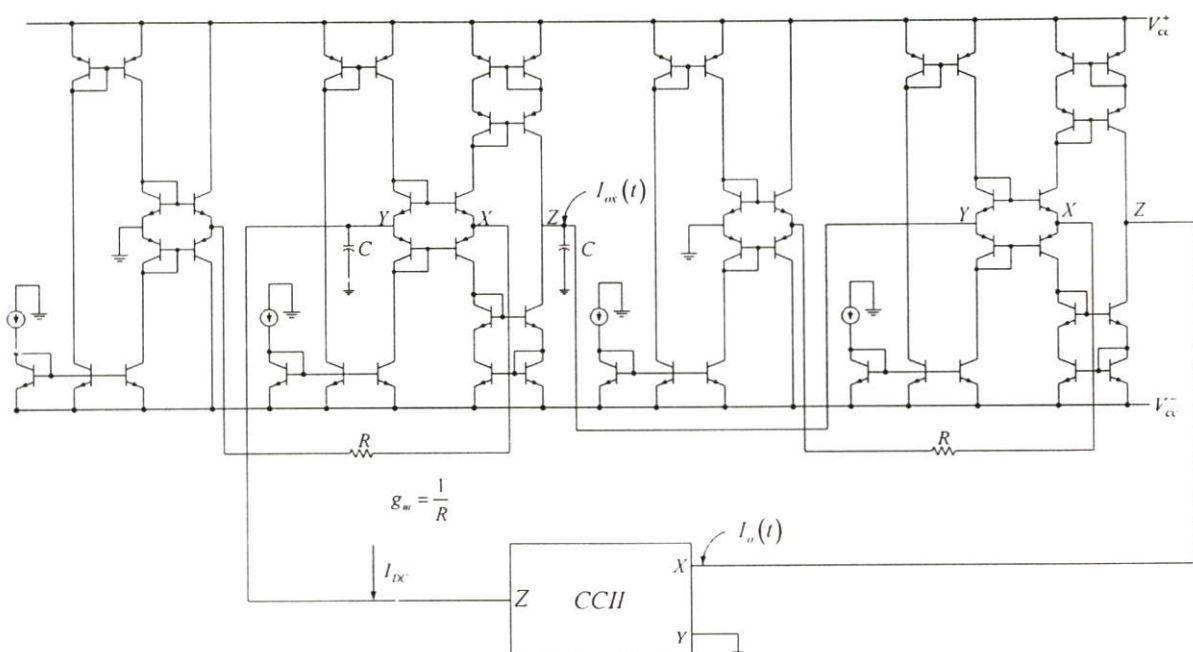 V_cc^+
I_ox(t)
Y X Z
C C
Y X Z
V_cc^-
R R
g_m = 1/R
I_o(t)
I_DC
X
Z CCII
Y